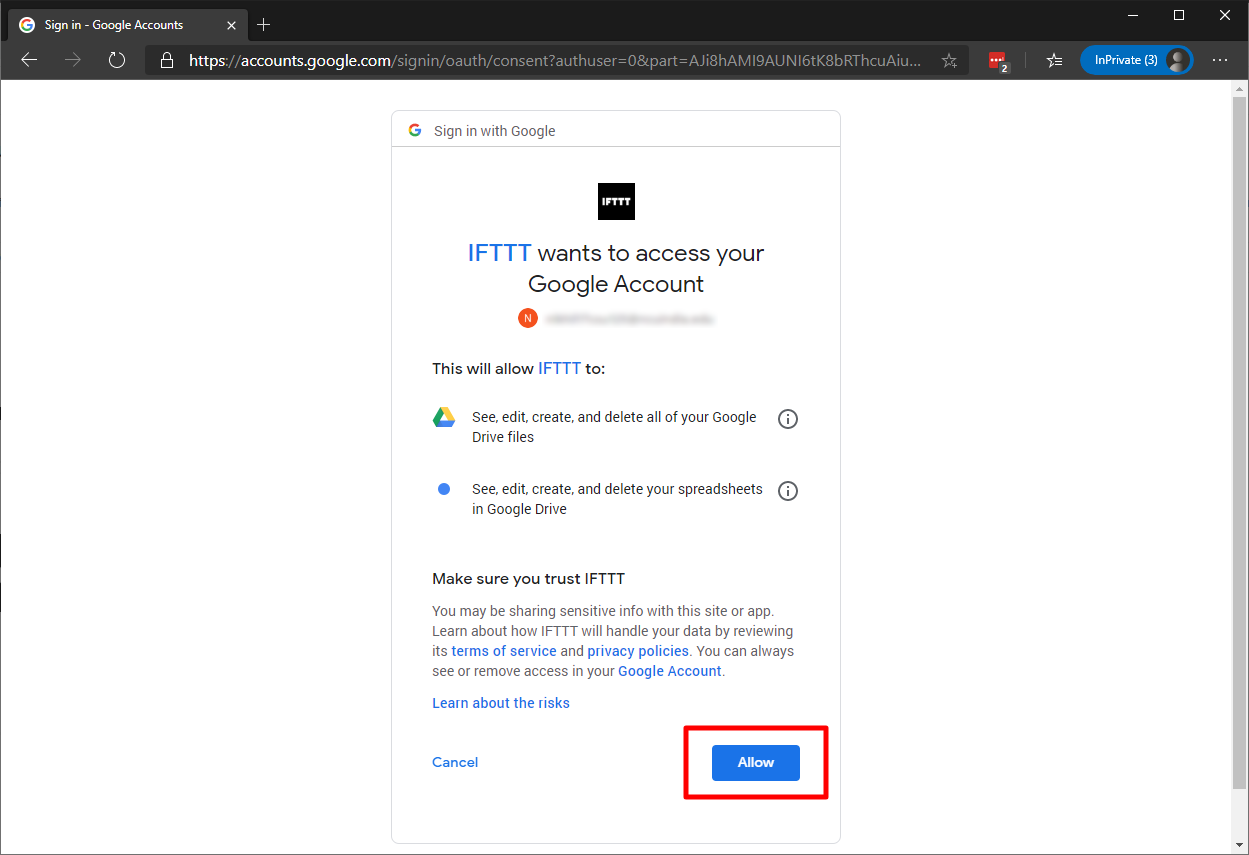 Sign in - Google Accounts
https://accounts.google.com/signin/oauth/consent?authuser=0&part=AJi8hAMI9AUNI6tK8bRThcuAiu...
2
InPrivate (3)
Sign in with Google
IFTTT
IFTTT wants to access your
Google Account
N
This will allow IFTTT to:
See, edit, create, and delete all of your Google
Drive files
See, edit, create, and delete your spreadsheets
in Google Drive
Make sure you trust IFTTT
You may be sharing sensitive info with this site or app.
Learn about how IFTTT will handle your data by reviewing
its terms of service and privacy policies. You can always
see or remove access in your Google Account.
Learn about the risks
Cancel
Allow